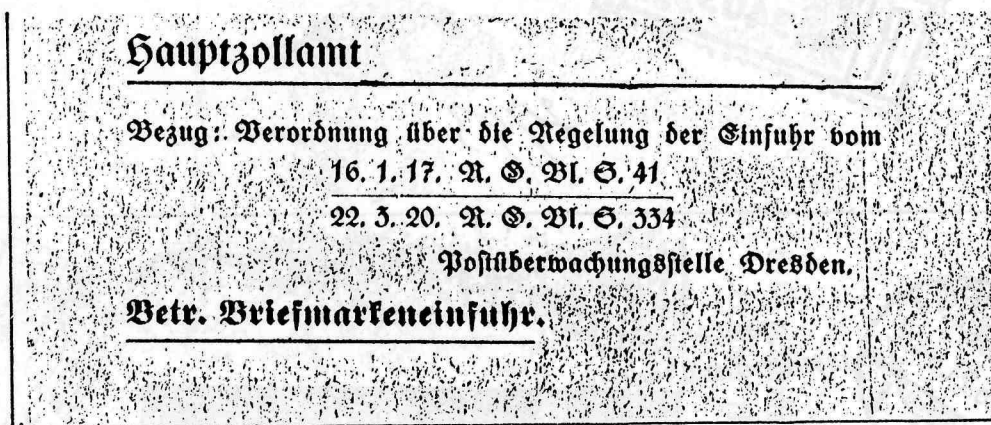 Hauptzollamt
Bezug: Verordnung über die Regelung der Einfuhr vom
16. 1. 17. R. G. Bl. S. 41
22. 3. 20. R. G. Bl. S. 334
Postüberwachungsstelle Dresden.
Betr. Briefmarkeneinfuhr.